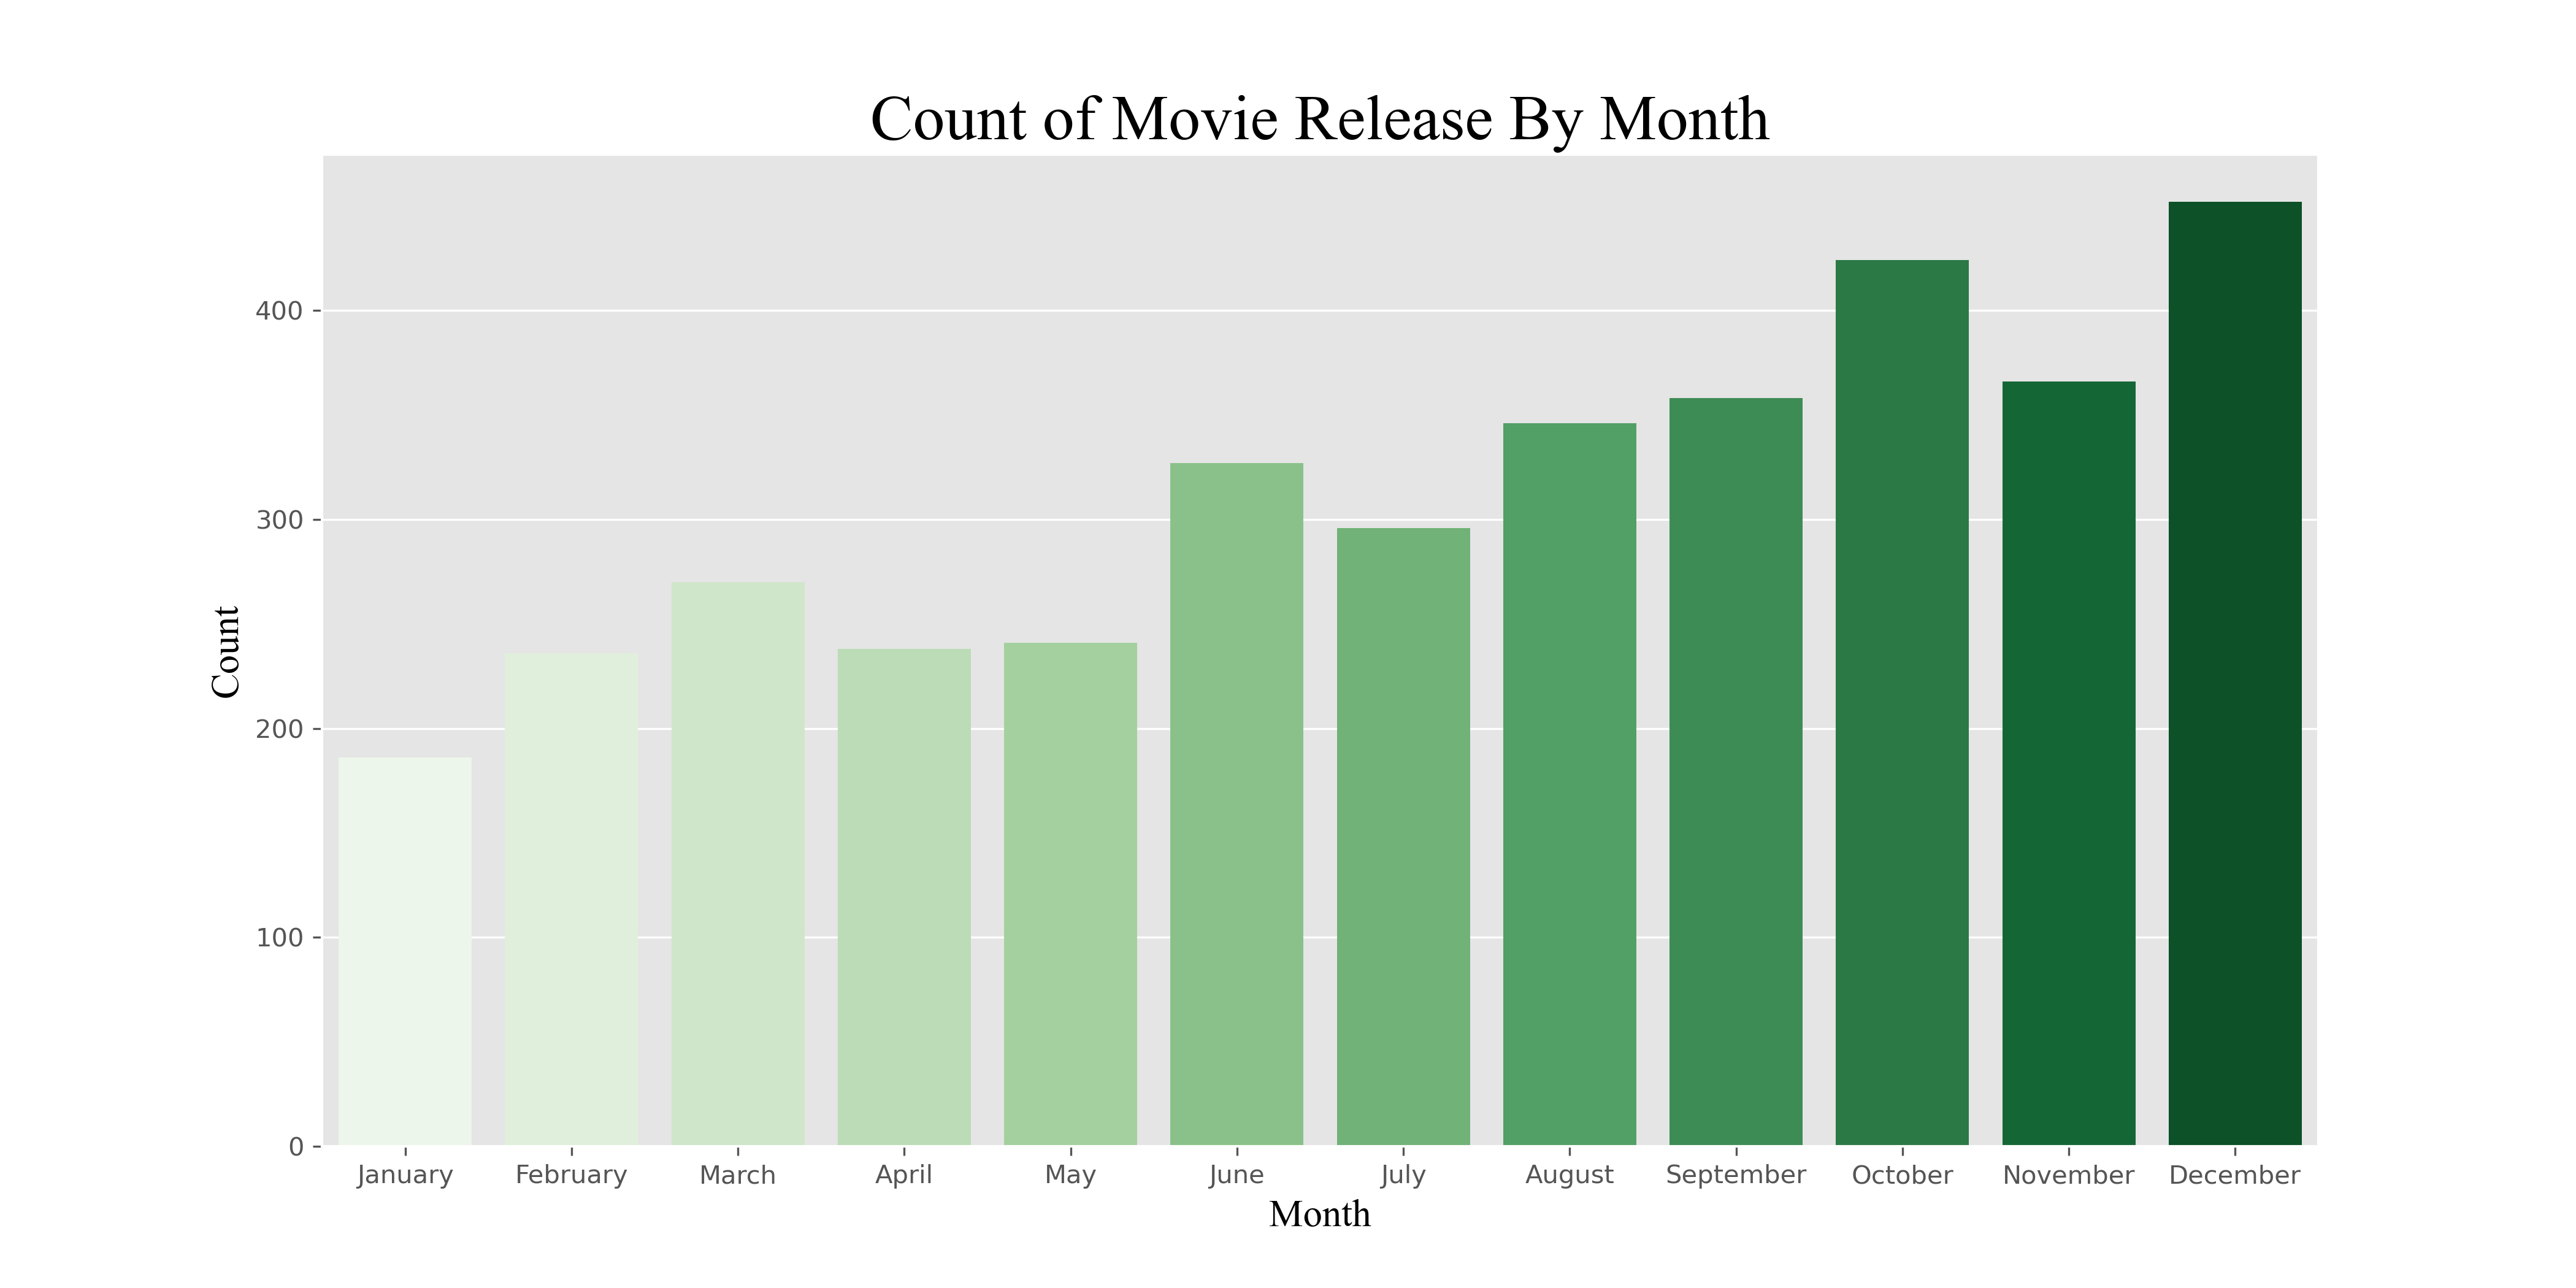 Count of Movie Release By Month
Count
400
300
200
100
0
January February March April May June July August September October November December
Month